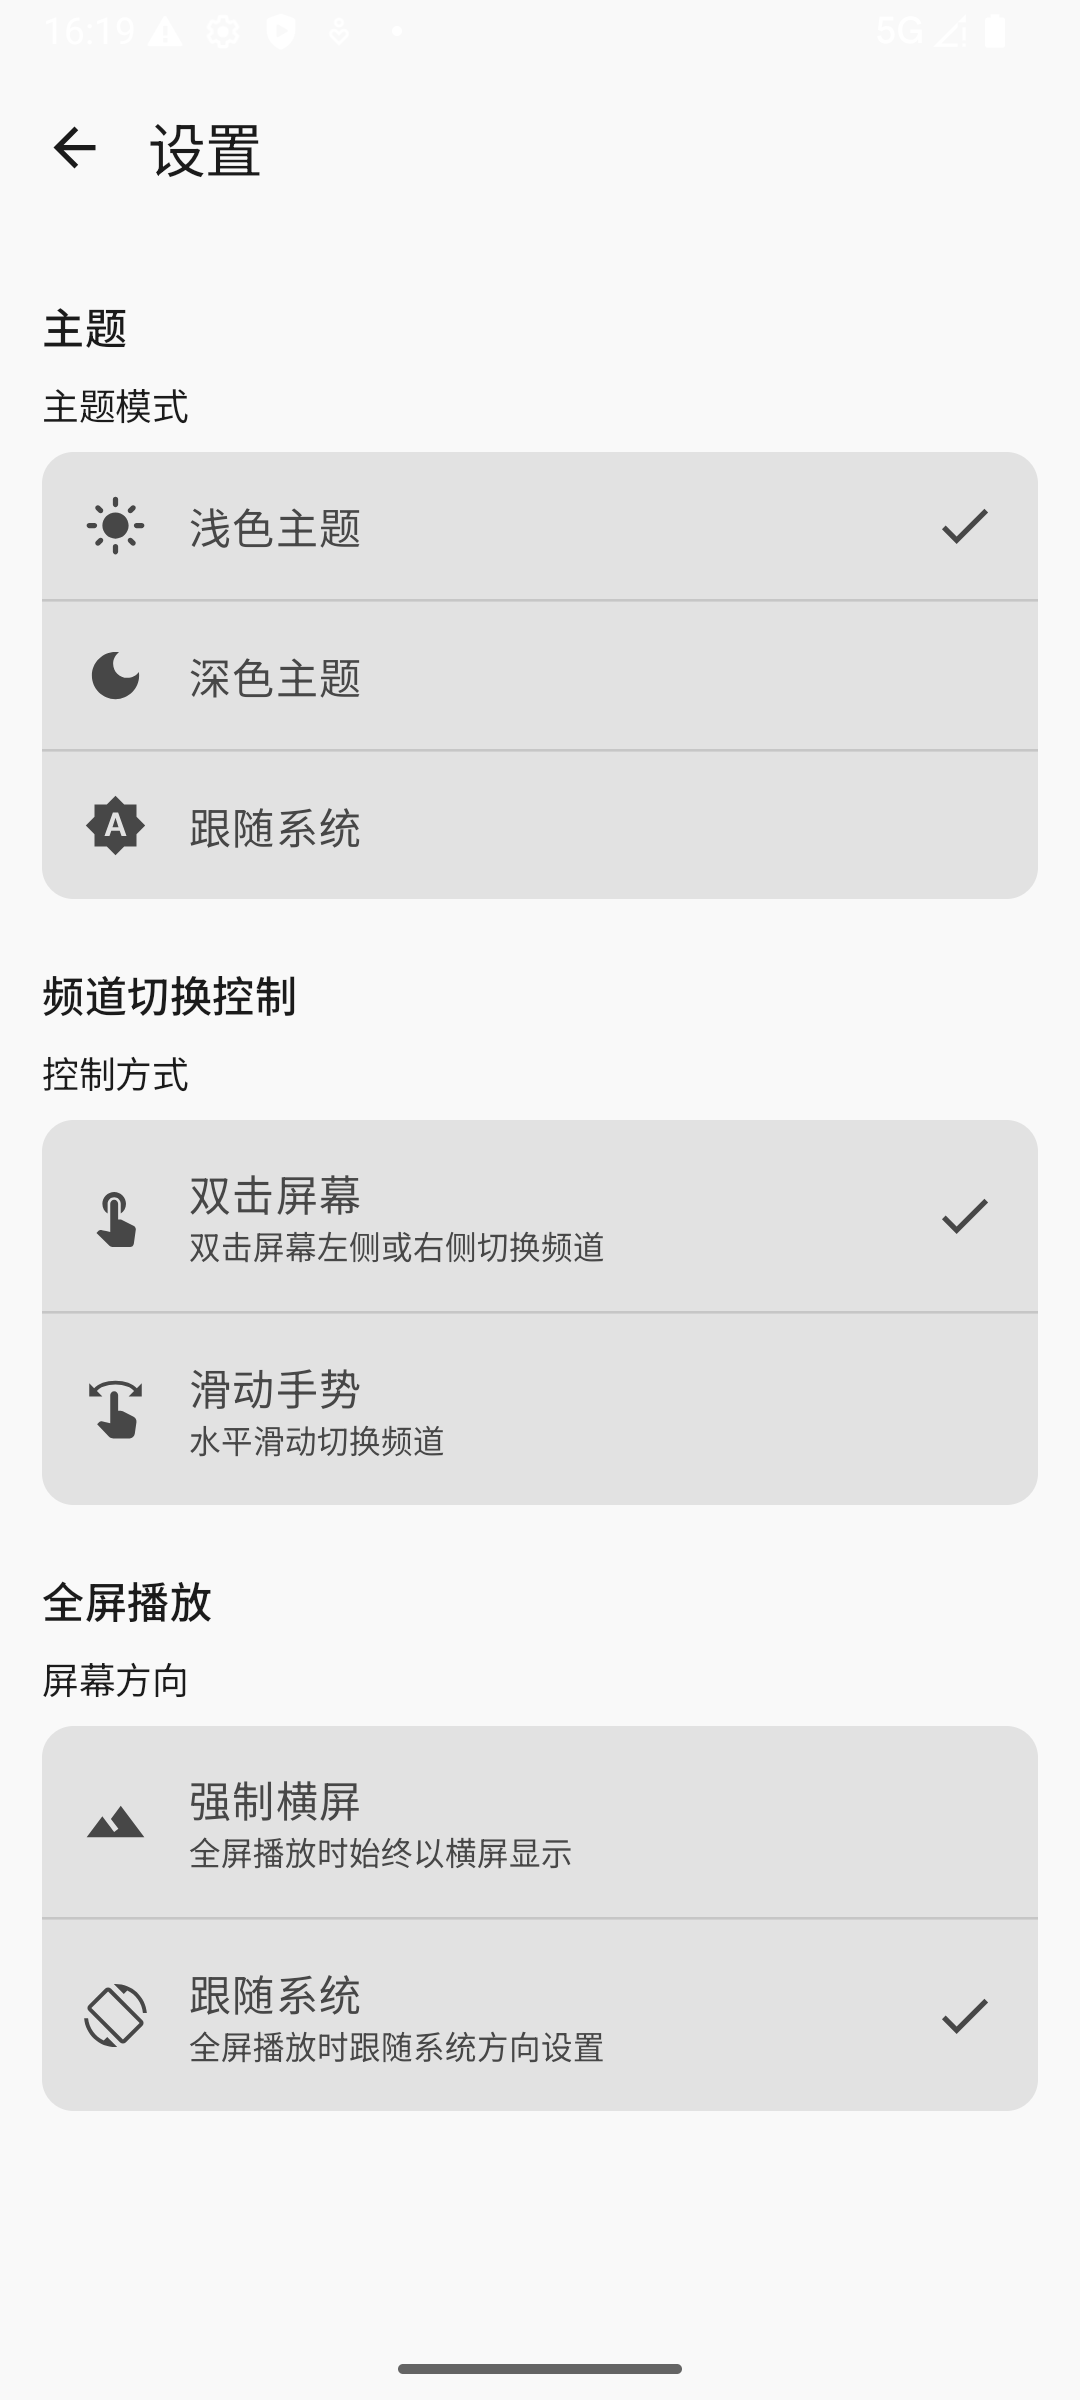 16:19 5G
设置
主题
主题模式
浅色主题
深色主题
A 跟随系统
频道切换控制
控制方式
双击屏幕
双击屏幕左侧或右侧切换频道
滑动手势
水平滑动切换频道
全屏播放
屏幕方向
强制横屏
全屏播放时始终以横屏显示
跟随系统
全屏播放时跟随系统方向设置